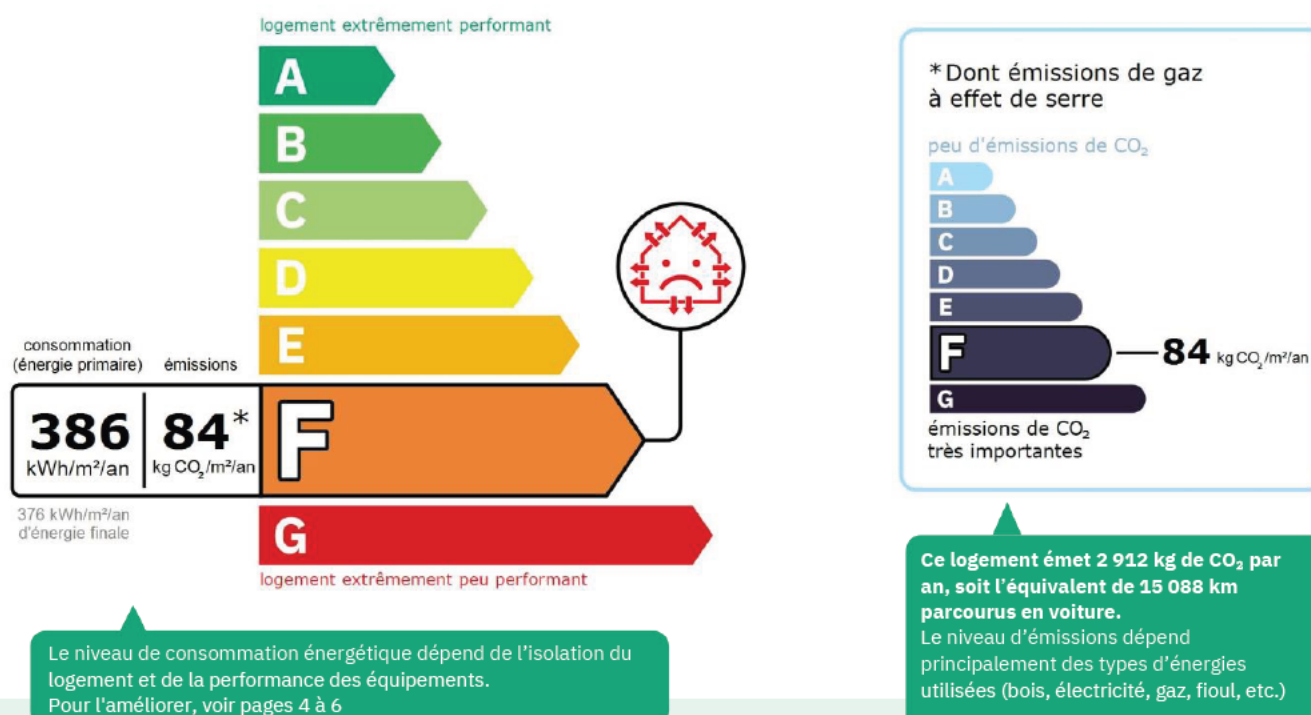 logement extrêmement performant
A
B
C
D
E
consommation
(énergie primaire)
émissions
386
kWh/m²/an
84*
kg CO₂/m²/an
F
376 kWh/m²/an
d'énergie finale
G
logement extrêmement peu performant
Le niveau de consommation énergétique dépend de l’isolation du
logement et de la performance des équipements.
Pour l'améliorer, voir pages 4 à 6
*Dont émissions de gaz
à effet de serre
peu d'émissions de CO₂
A
B
C
D
E
F
84 kg CO₂/m²/an
G
émissions de CO₂
très importantes
Ce logement émet 2 912 kg de CO₂ par
an, soit l’équivalent de 15 088 km
parcourus en voiture.
Le niveau d’émissions dépend
principalement des types d’énergies
utilisées (bois, électricité, gaz, fioul, etc.)